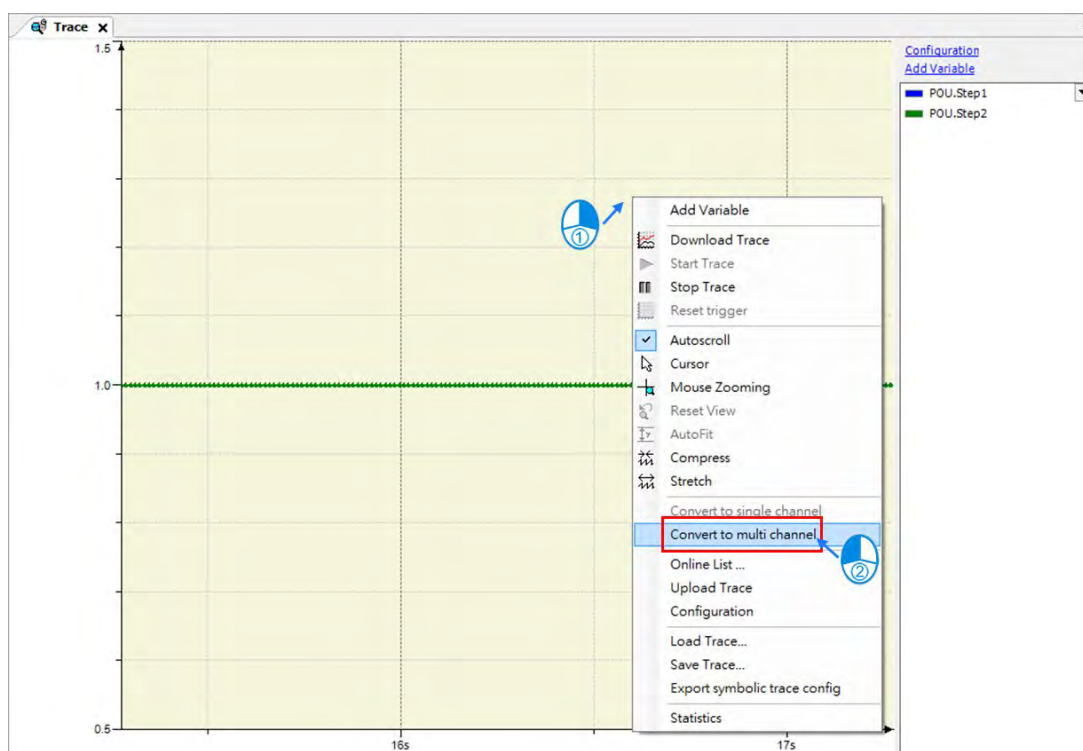 Trace
1.5
Configuration
Add Variable
POU.Step1
POU.Step2
①
Add Variable
Download Trace
Start Trace
Stop Trace
Reset trigger
Autoscroll
Cursor
1.0
Mouse Zooming
Reset View
AutoFit
Compress
Stretch
Convert to single channel
Convert to multi channel
②
Online List ...
Upload Trace
Configuration
Load Trace...
Save Trace...
Export symbolic trace config
Statistics
0.5
16s
17s